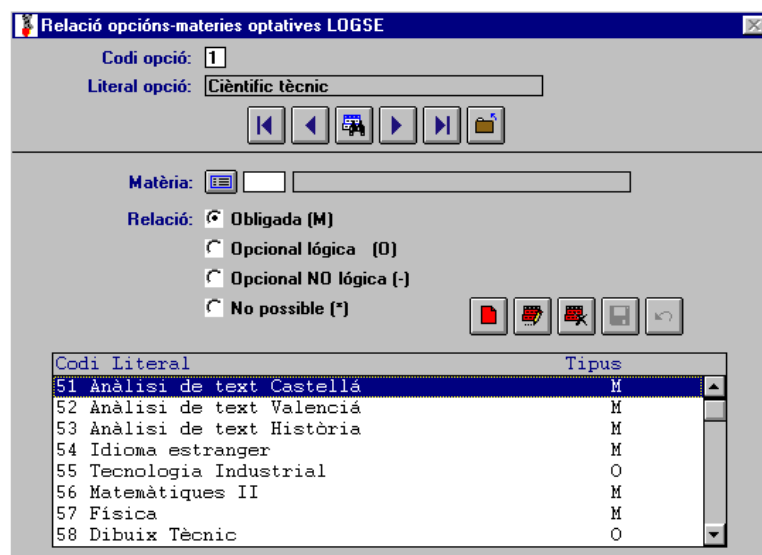 Relació opcións-materies optatives LOGSE
Codi opció: 1
Literal opció: Cièntific tècnic
Matèria:
Relació: Obligada (M)
Opcional lógica (O)
Opcional NO lógica (-)
No possible (*)
Codi Literal Tipus
51 Anàlisi de text Castellá M
52 Anàlisi de text Valenciá M
53 Anàlisi de text Història M
54 Idioma estranger M
55 Tecnologia Industrial O
56 Matemàtiques II M
57 Física M
58 Dibuix Tècnic O